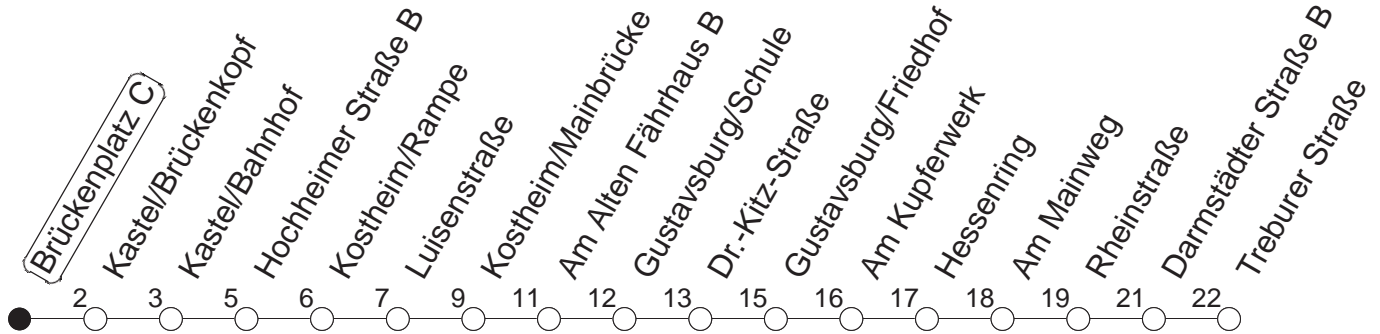 Brückenplatz C
Kastel/Brückenkopf
Kastel/Bahnhof
Hochheimer Straße B
Kostheim/Rampe
Luisenstraße
Kostheim/Mainbrücke
Am Alten Fährhaus B
Gustavsburg/Schule
Dr.-Kitz-Straße
Gustavsburg/Friedhof
Am Kupferwerk
Hessenring
Am Mainweg
Rheinstraße
Darmstädter Straße B
Treburer Straße
2 3 5 6 7 9 11 12 13 15 16 17 18 19 21 22